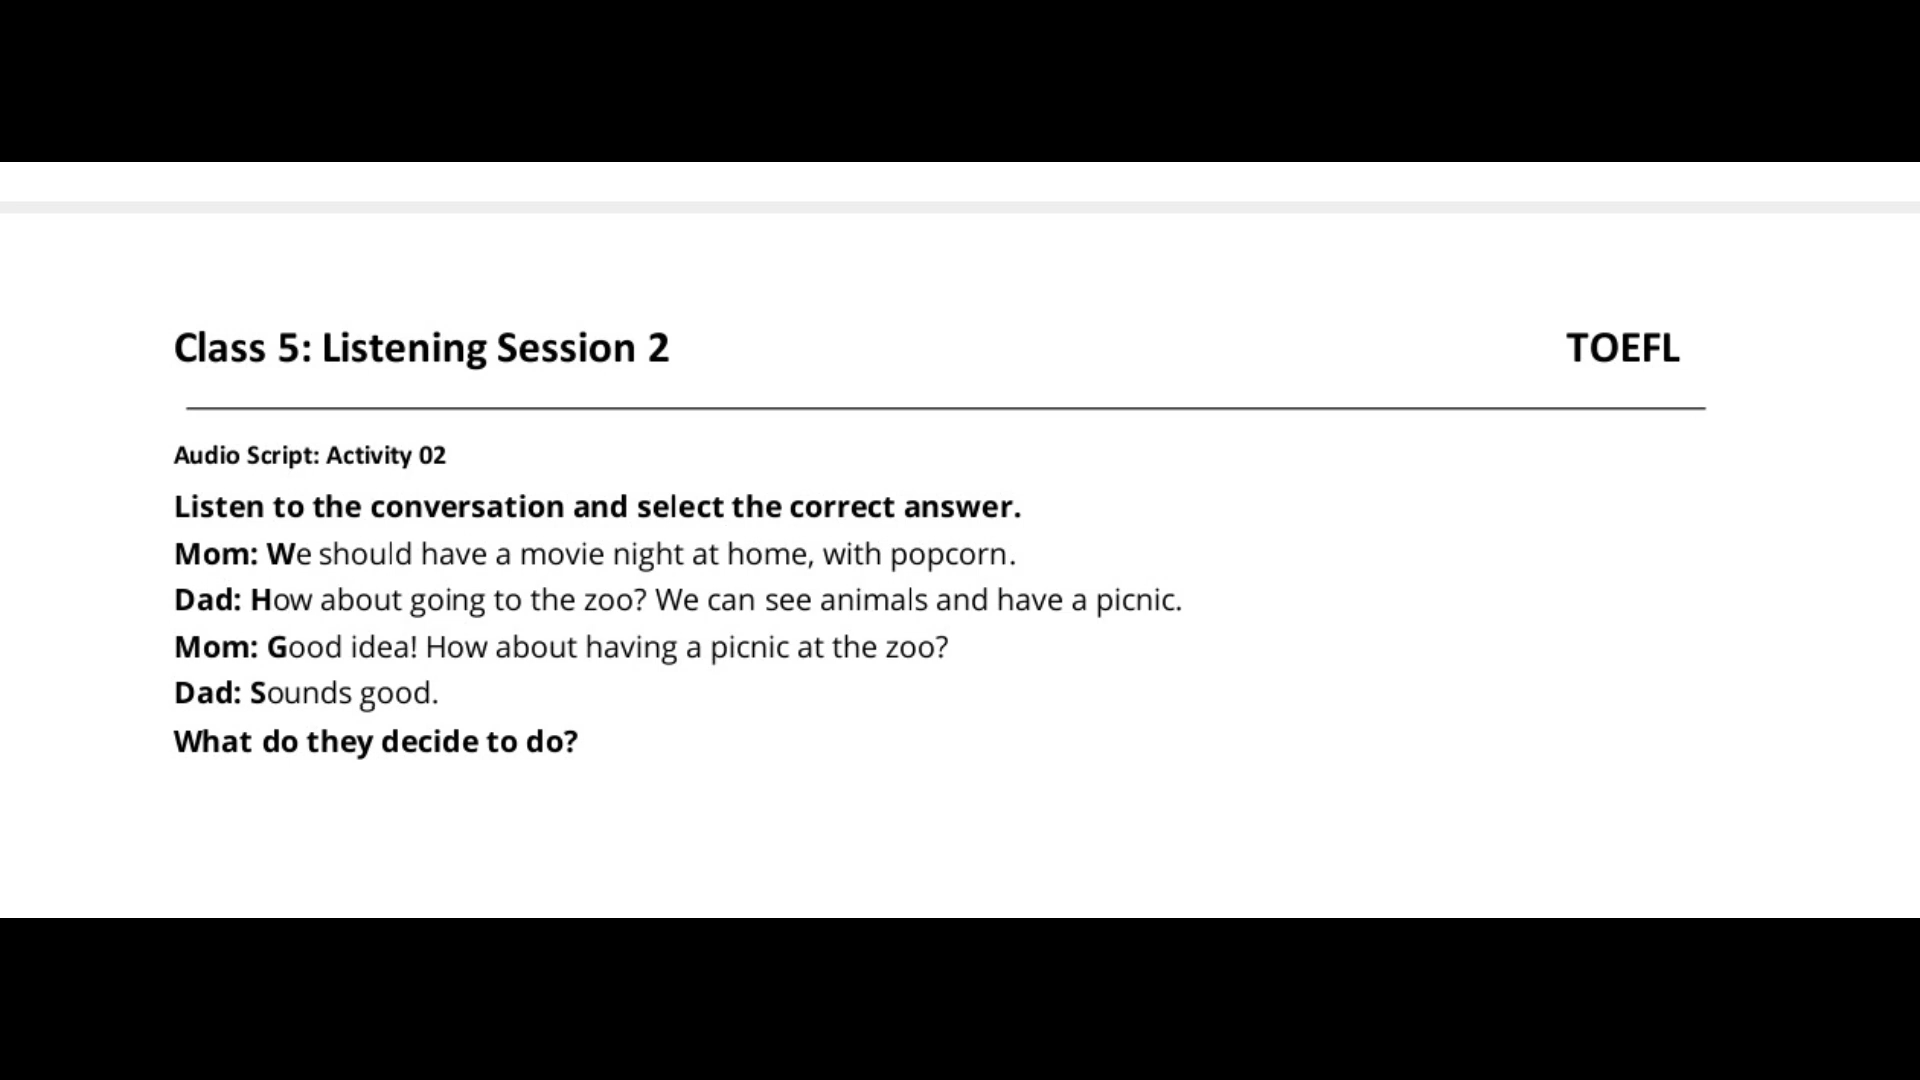 Class 5: Listening Session 2 TOEFL
Audio Script: Activity 02
Listen to the conversation and select the correct answer.
Mom: We should have a movie night at home, with popcorn.
Dad: How about going to the zoo? We can see animals and have a picnic.
Mom: Good idea! How about having a picnic at the zoo?
Dad: Sounds good.
What do they decide to do?